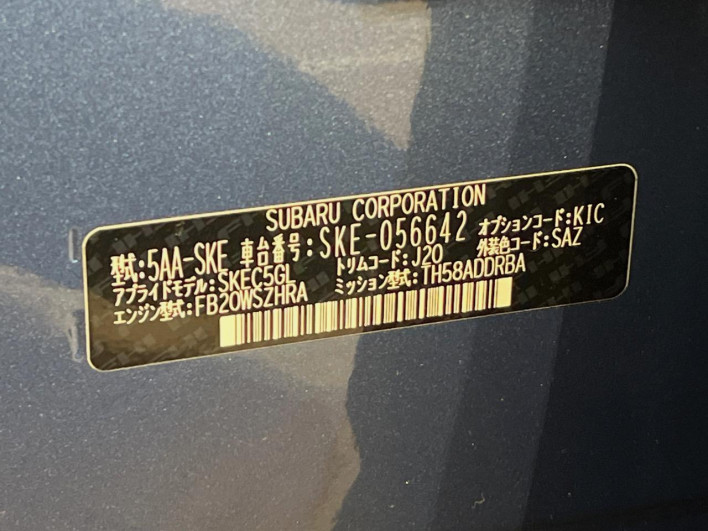 SUBARU CORPORATION
型式:5AA-SKE 車台番号:SKE-056642 オプションコード:KIC
アプライドモデル:SKEC5GL トリムコード:J20 外装色コード:SAZ
エンジン型式:FB20WSZHRA ミッション型式:TH58ADDRBA